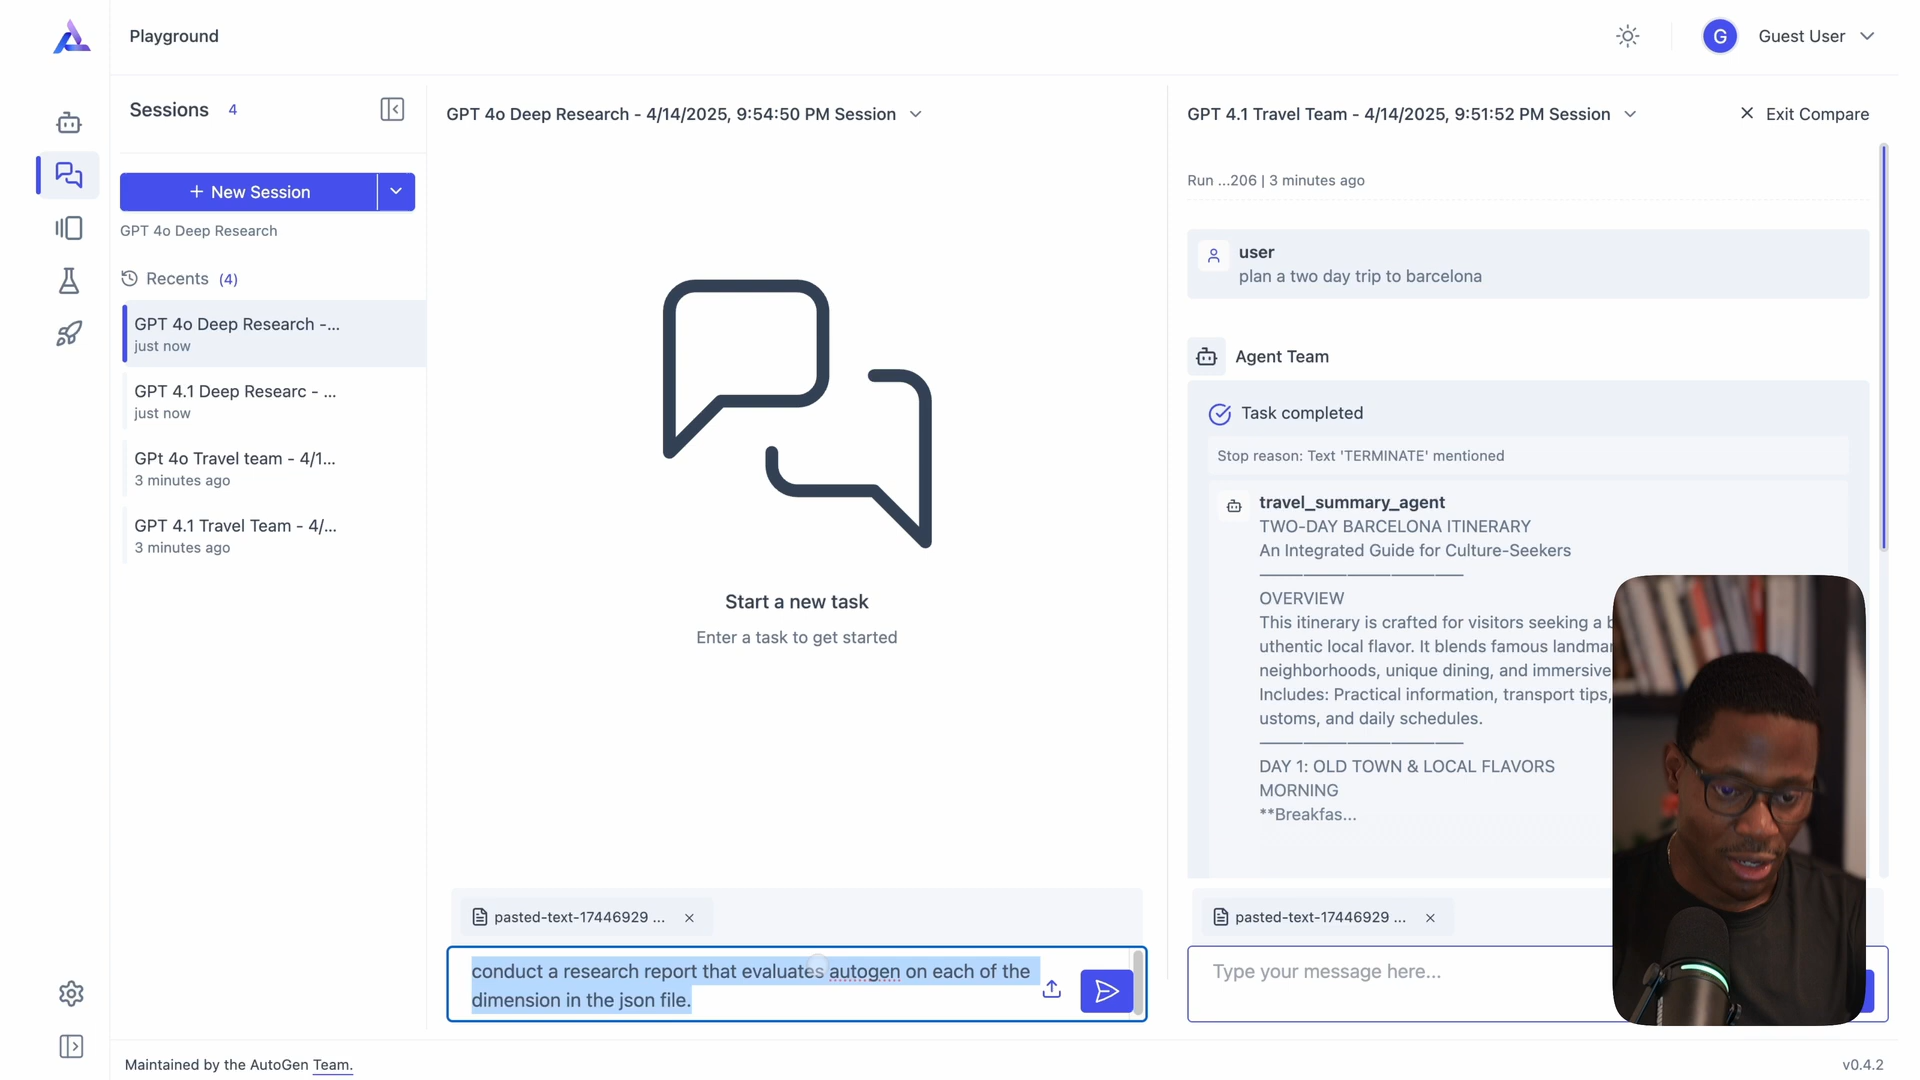 Playground
G
Guest User
Sessions 4
+ New Session
GPT 4o Deep Research
Recents (4)
GPT 4o Deep Research -...
just now
GPT 4.1 Deep Researc - ...
just now
GPt 4o Travel team - 4/1...
3 minutes ago
GPT 4.1 Travel Team - 4/...
3 minutes ago
GPT 4o Deep Research - 4/14/2025, 9:54:50 PM Session
Start a new task
Enter a task to get started
pasted-text-17446929 ...
conduct a research report that evaluates autogen on each of the
dimension in the json file.
GPT 4.1 Travel Team - 4/14/2025, 9:51:52 PM Session
Exit Compare
Run ...206 | 3 minutes ago
user
plan a two day trip to barcelona
Agent Team
Task completed
Stop reason: Text 'TERMINATE' mentioned
travel_summary_agent
TWO-DAY BARCELONA ITINERARY
An Integrated Guide for Culture-Seekers
OVERVIEW
This itinerary is crafted for visitors seeking a
uthentic local flavor. It blends famous
neighborhoods, unique dining, and immersive
Includes: Practical information, transport tips,
ustoms, and daily schedules.
DAY 1: OLD TOWN & LOCAL FLAVORS
MORNING
**Breakfas...
pasted-text-17446929 ...
Type your message here...
Maintained by the AutoGen Team.
v0.4.2